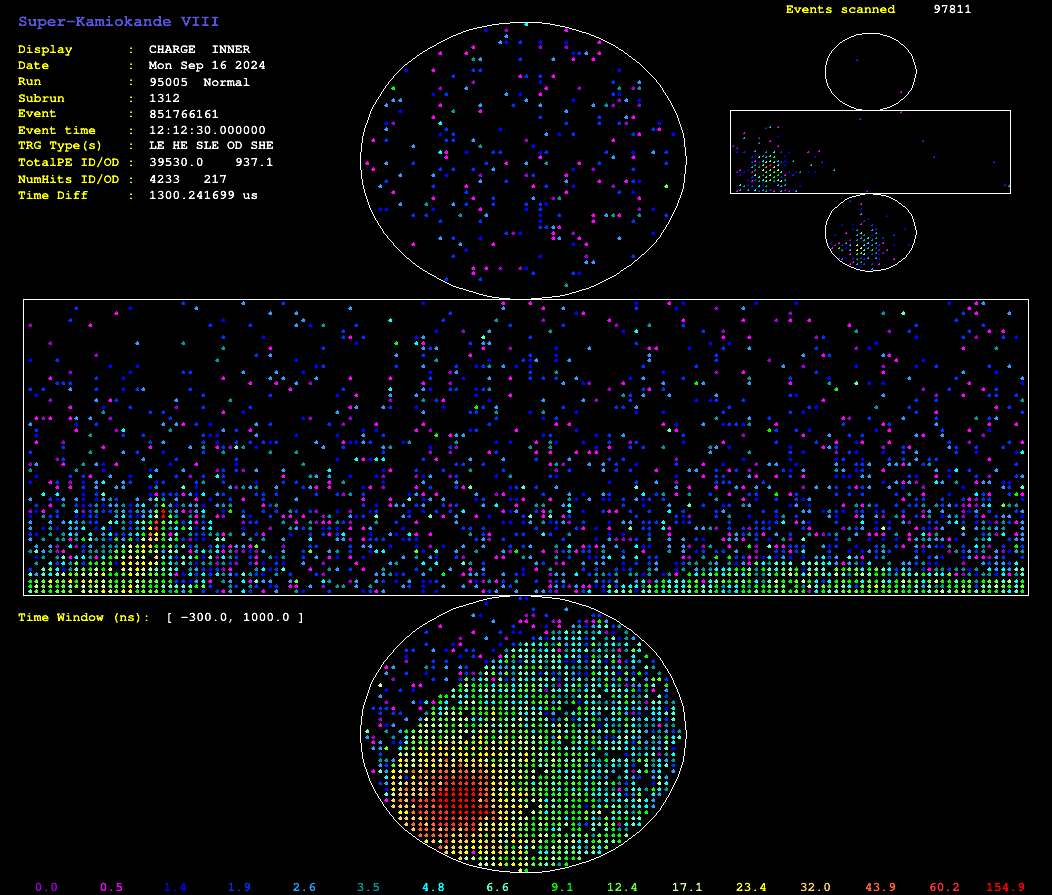 Super-Kamiokande VIII
Events scanned 97811
Display : CHARGE INNER
Date : Mon Sep 16 2024
Run : 95005 Normal
Subrun : 1312
Event : 851766161
Event time : 12:12:30.000000
TRG Type(s) : LE HE SLE OD SHE
TotalPE ID/OD : 39530.0 937.1
NumHits ID/OD : 4233 217
Time Diff : 1300.241699 us
Time Window (ns): [ -300.0, 1000.0 ]
0.0 0.5 1.4 1.9 2.6 3.5 4.8 6.6 9.1 12.4 17.1 23.4 32.0 43.9 60.2 154.9